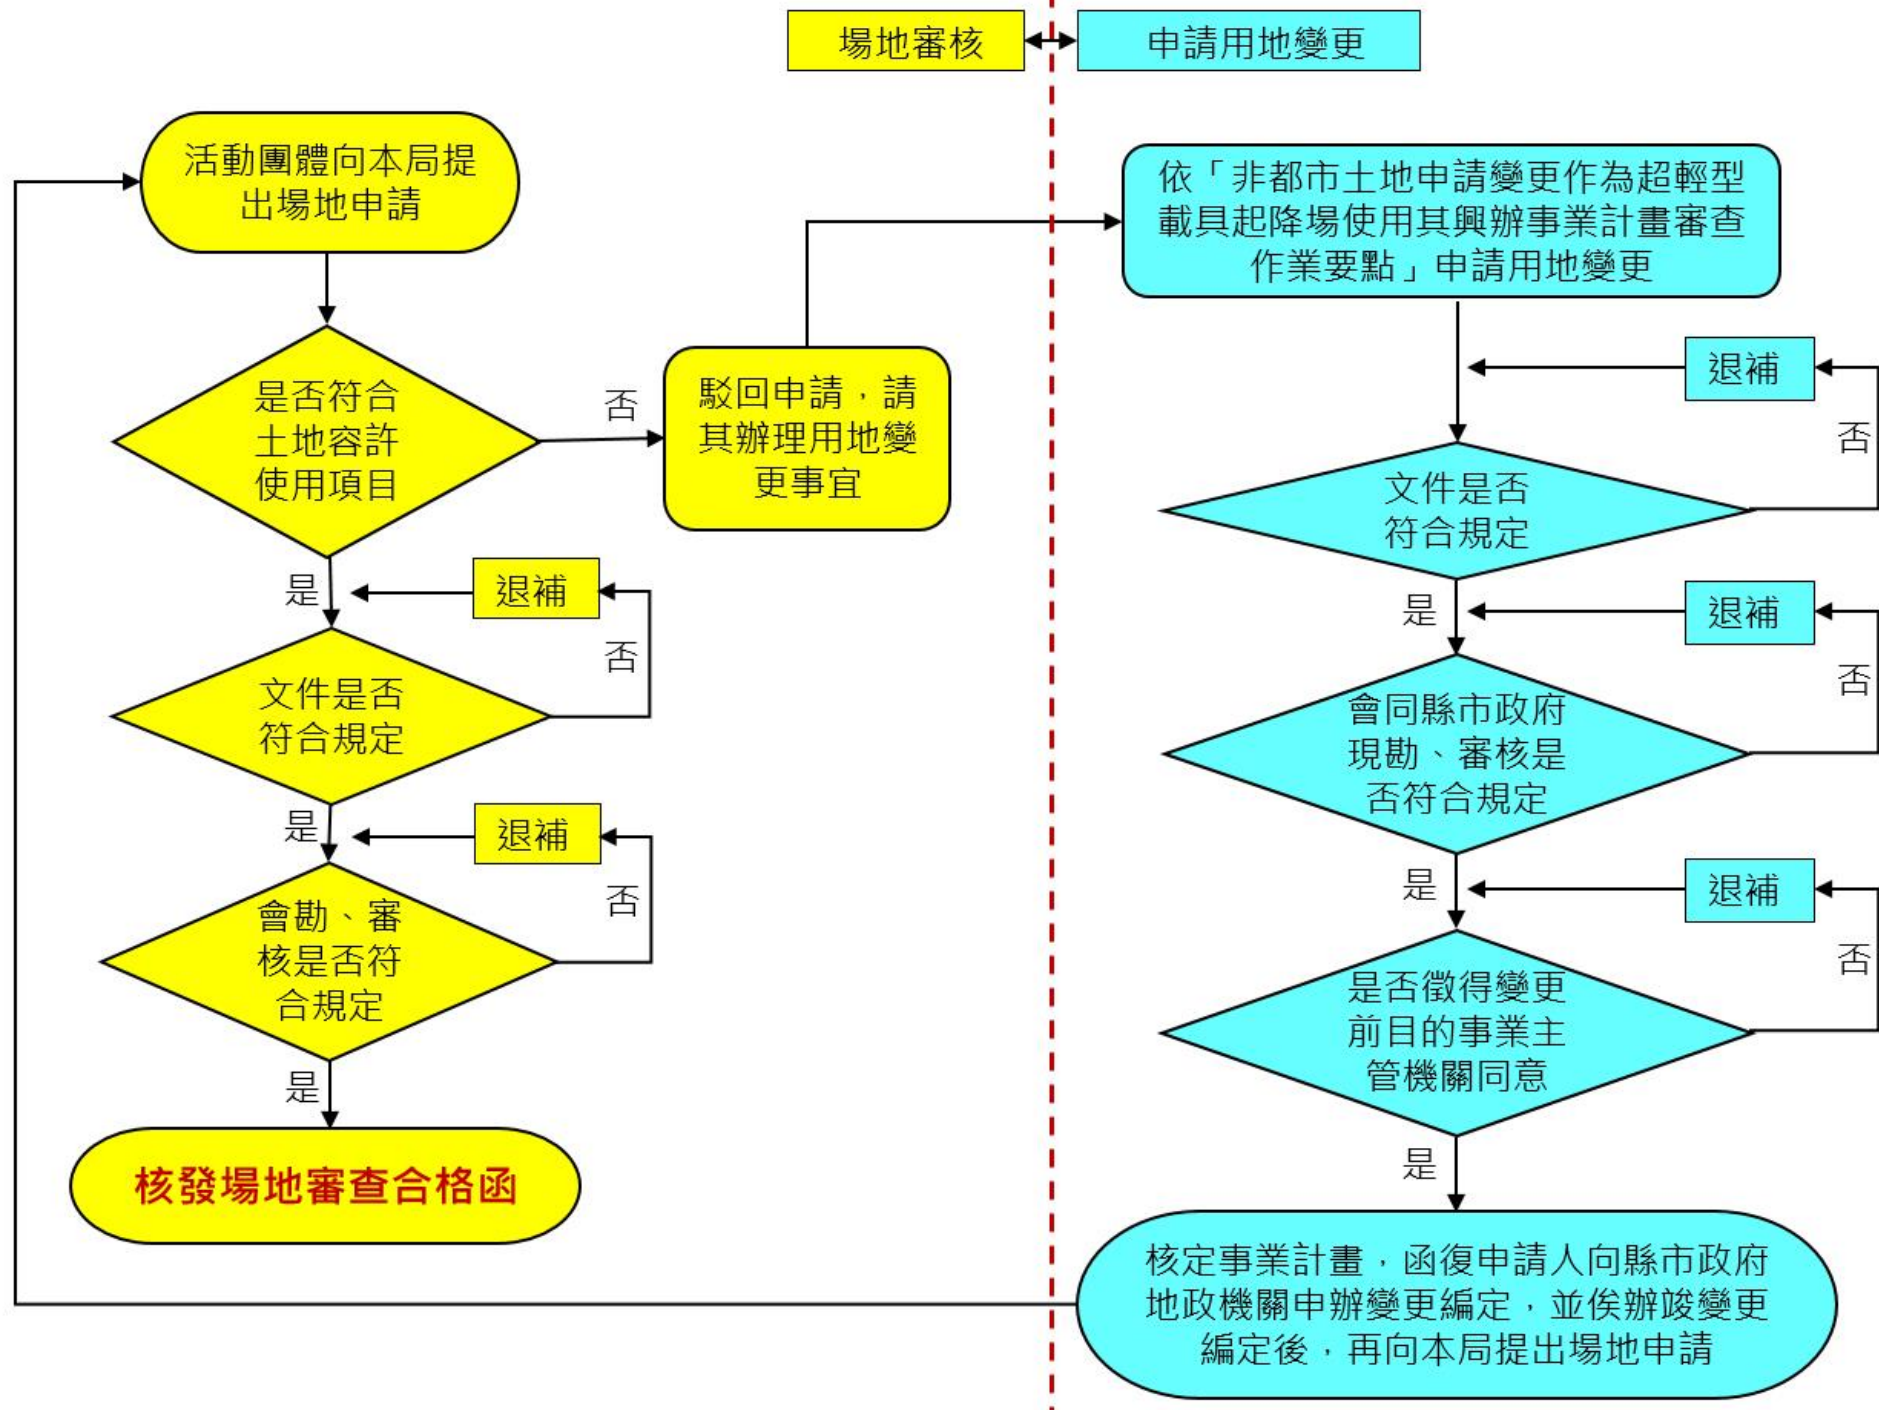 場地審核
申請用地變更
活動團體向本局提
出場地申請
是否符合
土地容許
使用項目
否
駁回申請，請
其辦理用地變
更事宜
是
退補
否
文件是否
符合規定
是
退補
否
會勘、審
核是否符
合規定
是
核發場地審查合格函
依「非都市土地申請變更作為超輕型
載具起降場使用其興辦事業計畫審查
作業要點」申請用地變更
退補
否
文件是否
符合規定
是
退補
否
會同縣市政府
現勘、審核是
否符合規定
是
退補
否
是否徵得變更
前目的事業主
管機關同意
是
核定事業計畫，函復申請人向縣市政府
地政機關申辦變更編定，並俟辦竣變更
編定後，再向本局提出場地申請